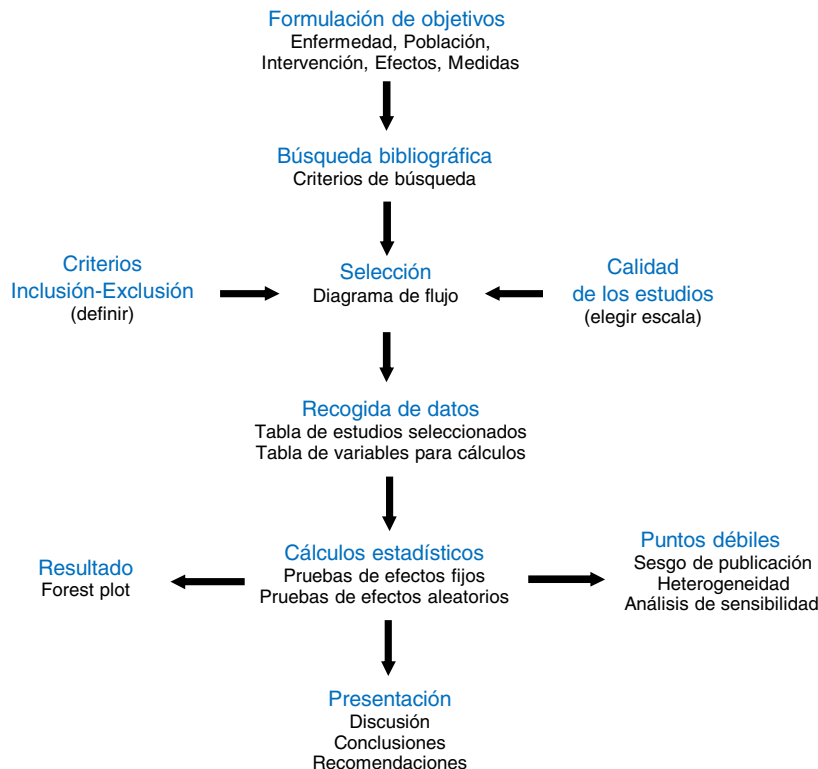 Formulación de objetivos
Enfermedad, Población,
Intervención, Efectos, Medidas
Búsqueda bibliográfica
Criterios de búsqueda
Criterios
Inclusión-Exclusión
(definir)
Selección
Diagrama de flujo
Calidad
de los estudios
(elegir escala)
Recogida de datos
Tabla de estudios seleccionados
Tabla de variables para cálculos
Resultado
Forest plot
Cálculos estadísticos
Pruebas de efectos fijos
Pruebas de efectos aleatorios
Puntos débiles
Sesgo de publicación
Heterogeneidad
Análisis de sensibilidad
Presentación
Discusión
Conclusiones
Recomendaciones